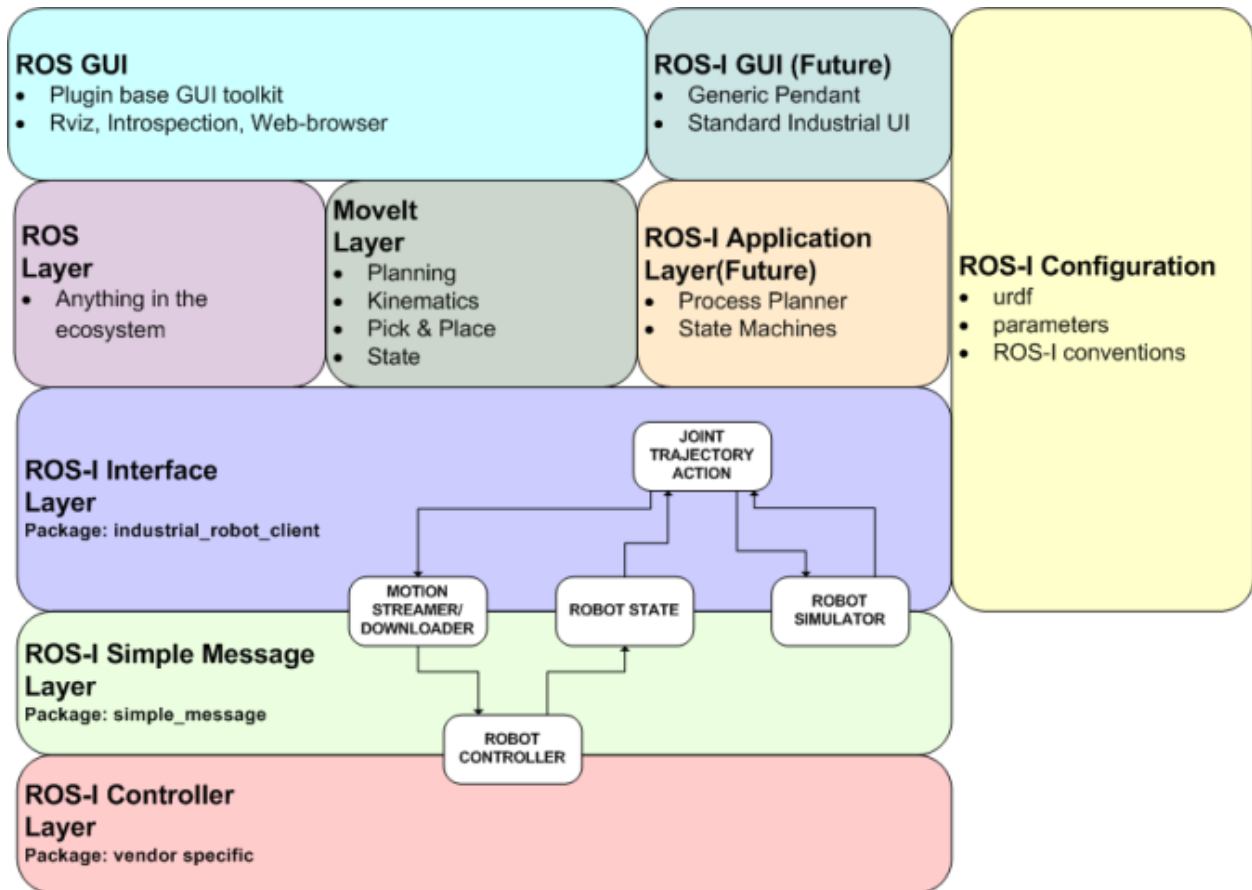 ROS GUI
• Plugin base GUI toolkit
• Rviz, Introspection, Web-browser
ROS-I GUI (Future)
• Generic Pendant
• Standard Industrial UI
ROS
Layer
• Anything in the
ecosystem
MoveIt
Layer
• Planning
• Kinematics
• Pick & Place
• State
ROS-I Application
Layer(Future)
• Process Planner
• State Machines
ROS-I Configuration
• urdf
• parameters
• ROS-I conventions
ROS-I Interface
Layer
Package: industrial_robot_client
JOINT
TRAJECTORY
ACTION
MOTION
STREAMER/
DOWNLOADER
ROBOT STATE
ROBOT
SIMULATOR
ROS-I Simple Message
Layer
Package: simple_message
ROBOT
CONTROLLER
ROS-I Controller
Layer
Package: vendor specific